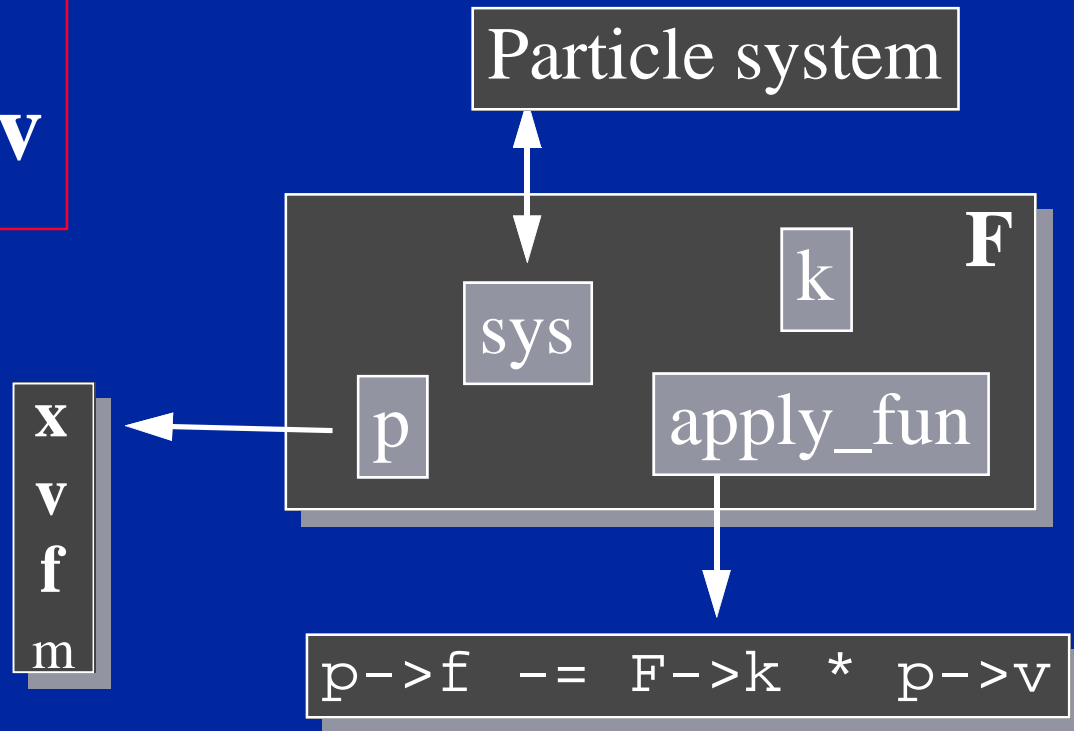 Particle system
v
F
k
sys
p
apply_fun
x
v
f
m
p->f -= F->k * p->v